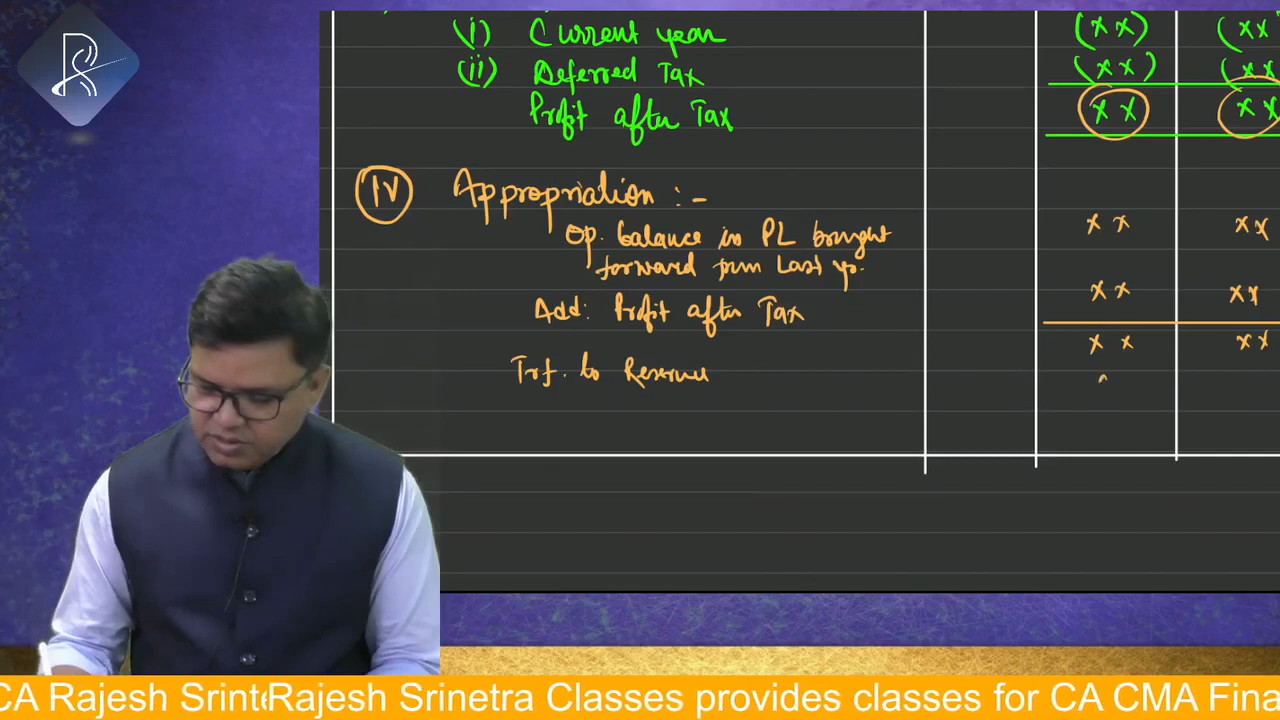 (i) Current year (xx) (xx
(ii) Deferred Tax (xx) (xx
Profit after Tax xx xx
IV Appropriation :-
Op. balance in PL brought xx xx
forward from Last yr.
Add: Profit after Tax xx xx
xx xx
Trf. to Reserve
CA Rajesh SrinteRajesh Srinetra Classes provides classes for CA CMA Fina